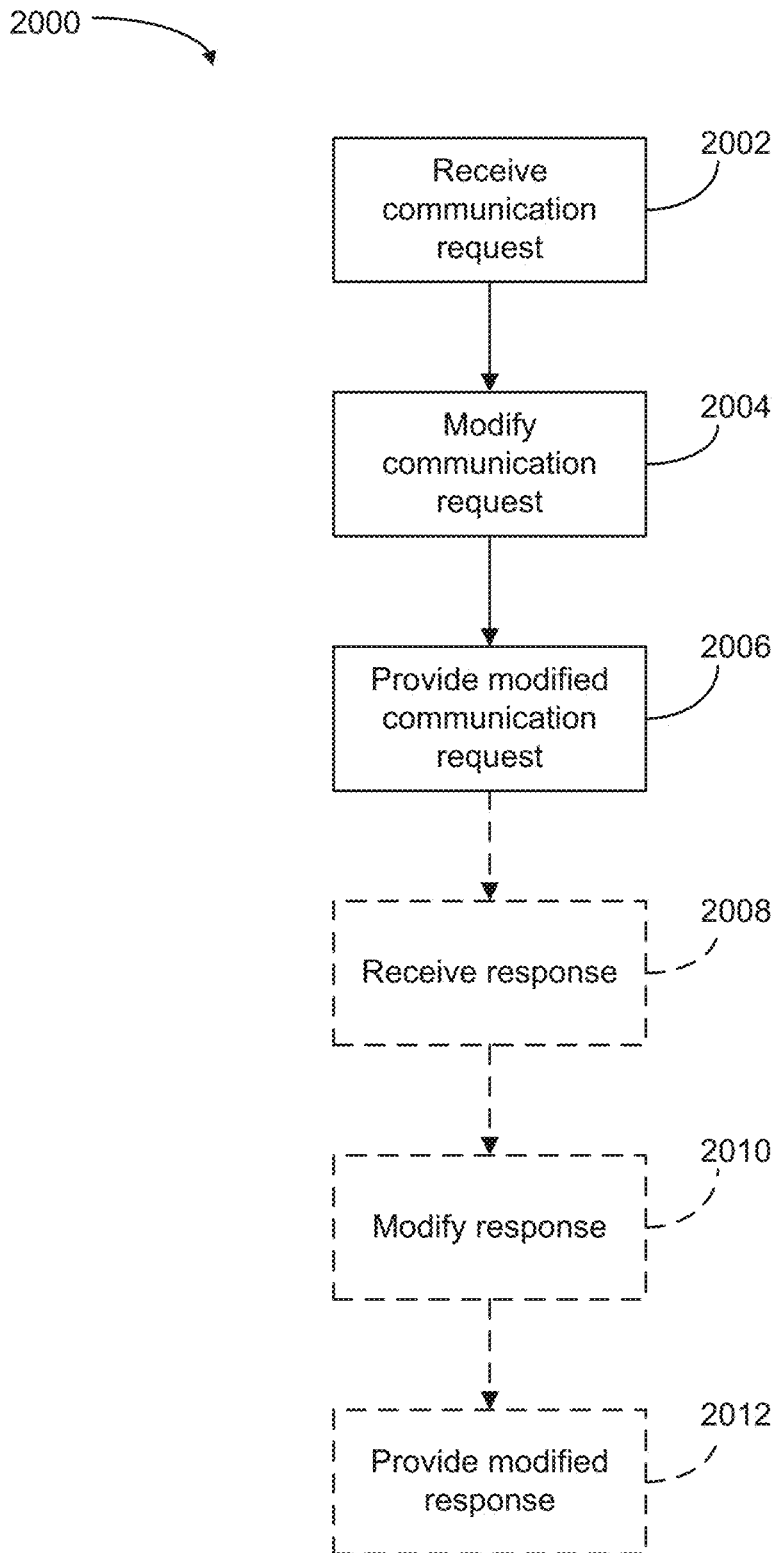 2000
2002
Receive
communication
request
2004
Modify
communication
request
2006
Provide modified
communication
request
2008
Receive response
2010
Modify response
2012
Provide modified
response